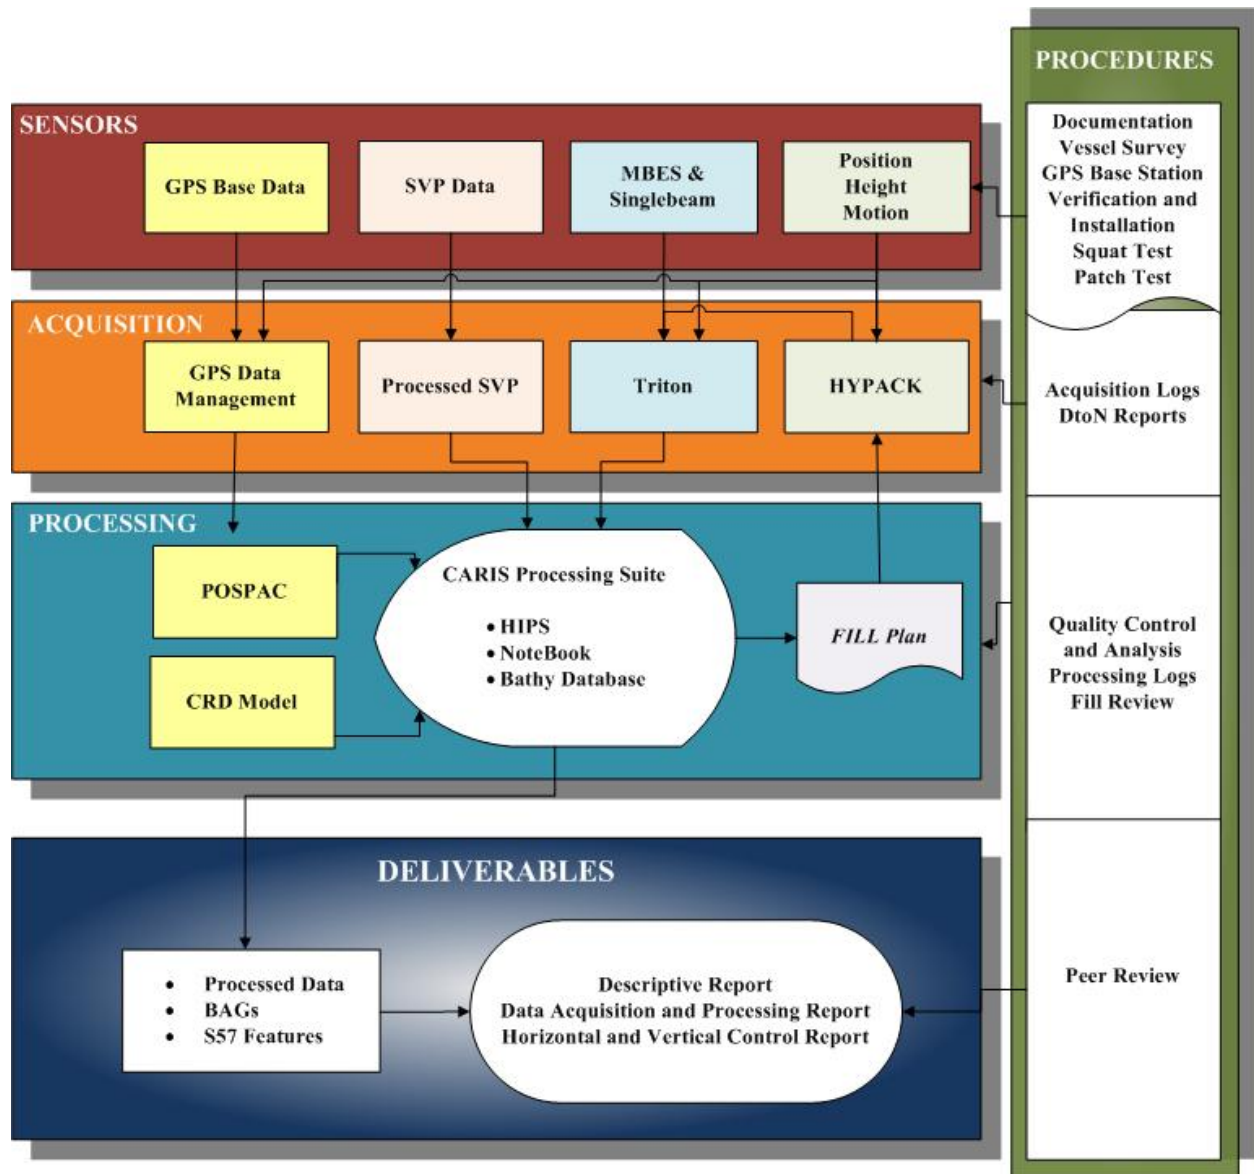 PROCEDURES
SENSORS
GPS Base Data
SVP Data
MBES &
Singlebeam
Position
Height
Motion
Documentation
Vessel Survey
GPS Base Station
Verification and
Installation
Squat Test
Patch Test
ACQUISITION
GPS Data
Management
Processed SVP
Triton
HYPACK
Acquisition Logs
DtoN Reports
PROCESSING
POSPAC
CRD Model
CARIS Processing Suite
• HIPS
• NoteBook
• Bathy Database
FILL Plan
Quality Control
and Analysis
Processing Logs
Fill Review
DELIVERABLES
• Processed Data
• BAGs
• S57 Features
Descriptive Report
Data Acquisition and Processing Report
Horizontal and Vertical Control Report
Peer Review